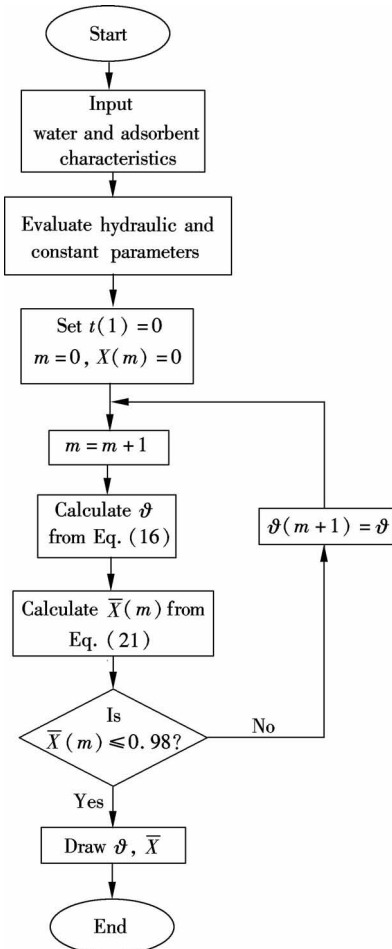 Start
Input
water and adsorbent
characteristics
Evaluate hydraulic and
constant parameters
Set t(1)=0
m=0, X(m)=0
m=m+1
Calculate ϑ
from Eq. (16)
ϑ(m+1)=ϑ
Calculate X̅(m) from
Eq. (21)
Is
X̅(m)≤0.98?
No
Yes
Draw ϑ, X̅
End